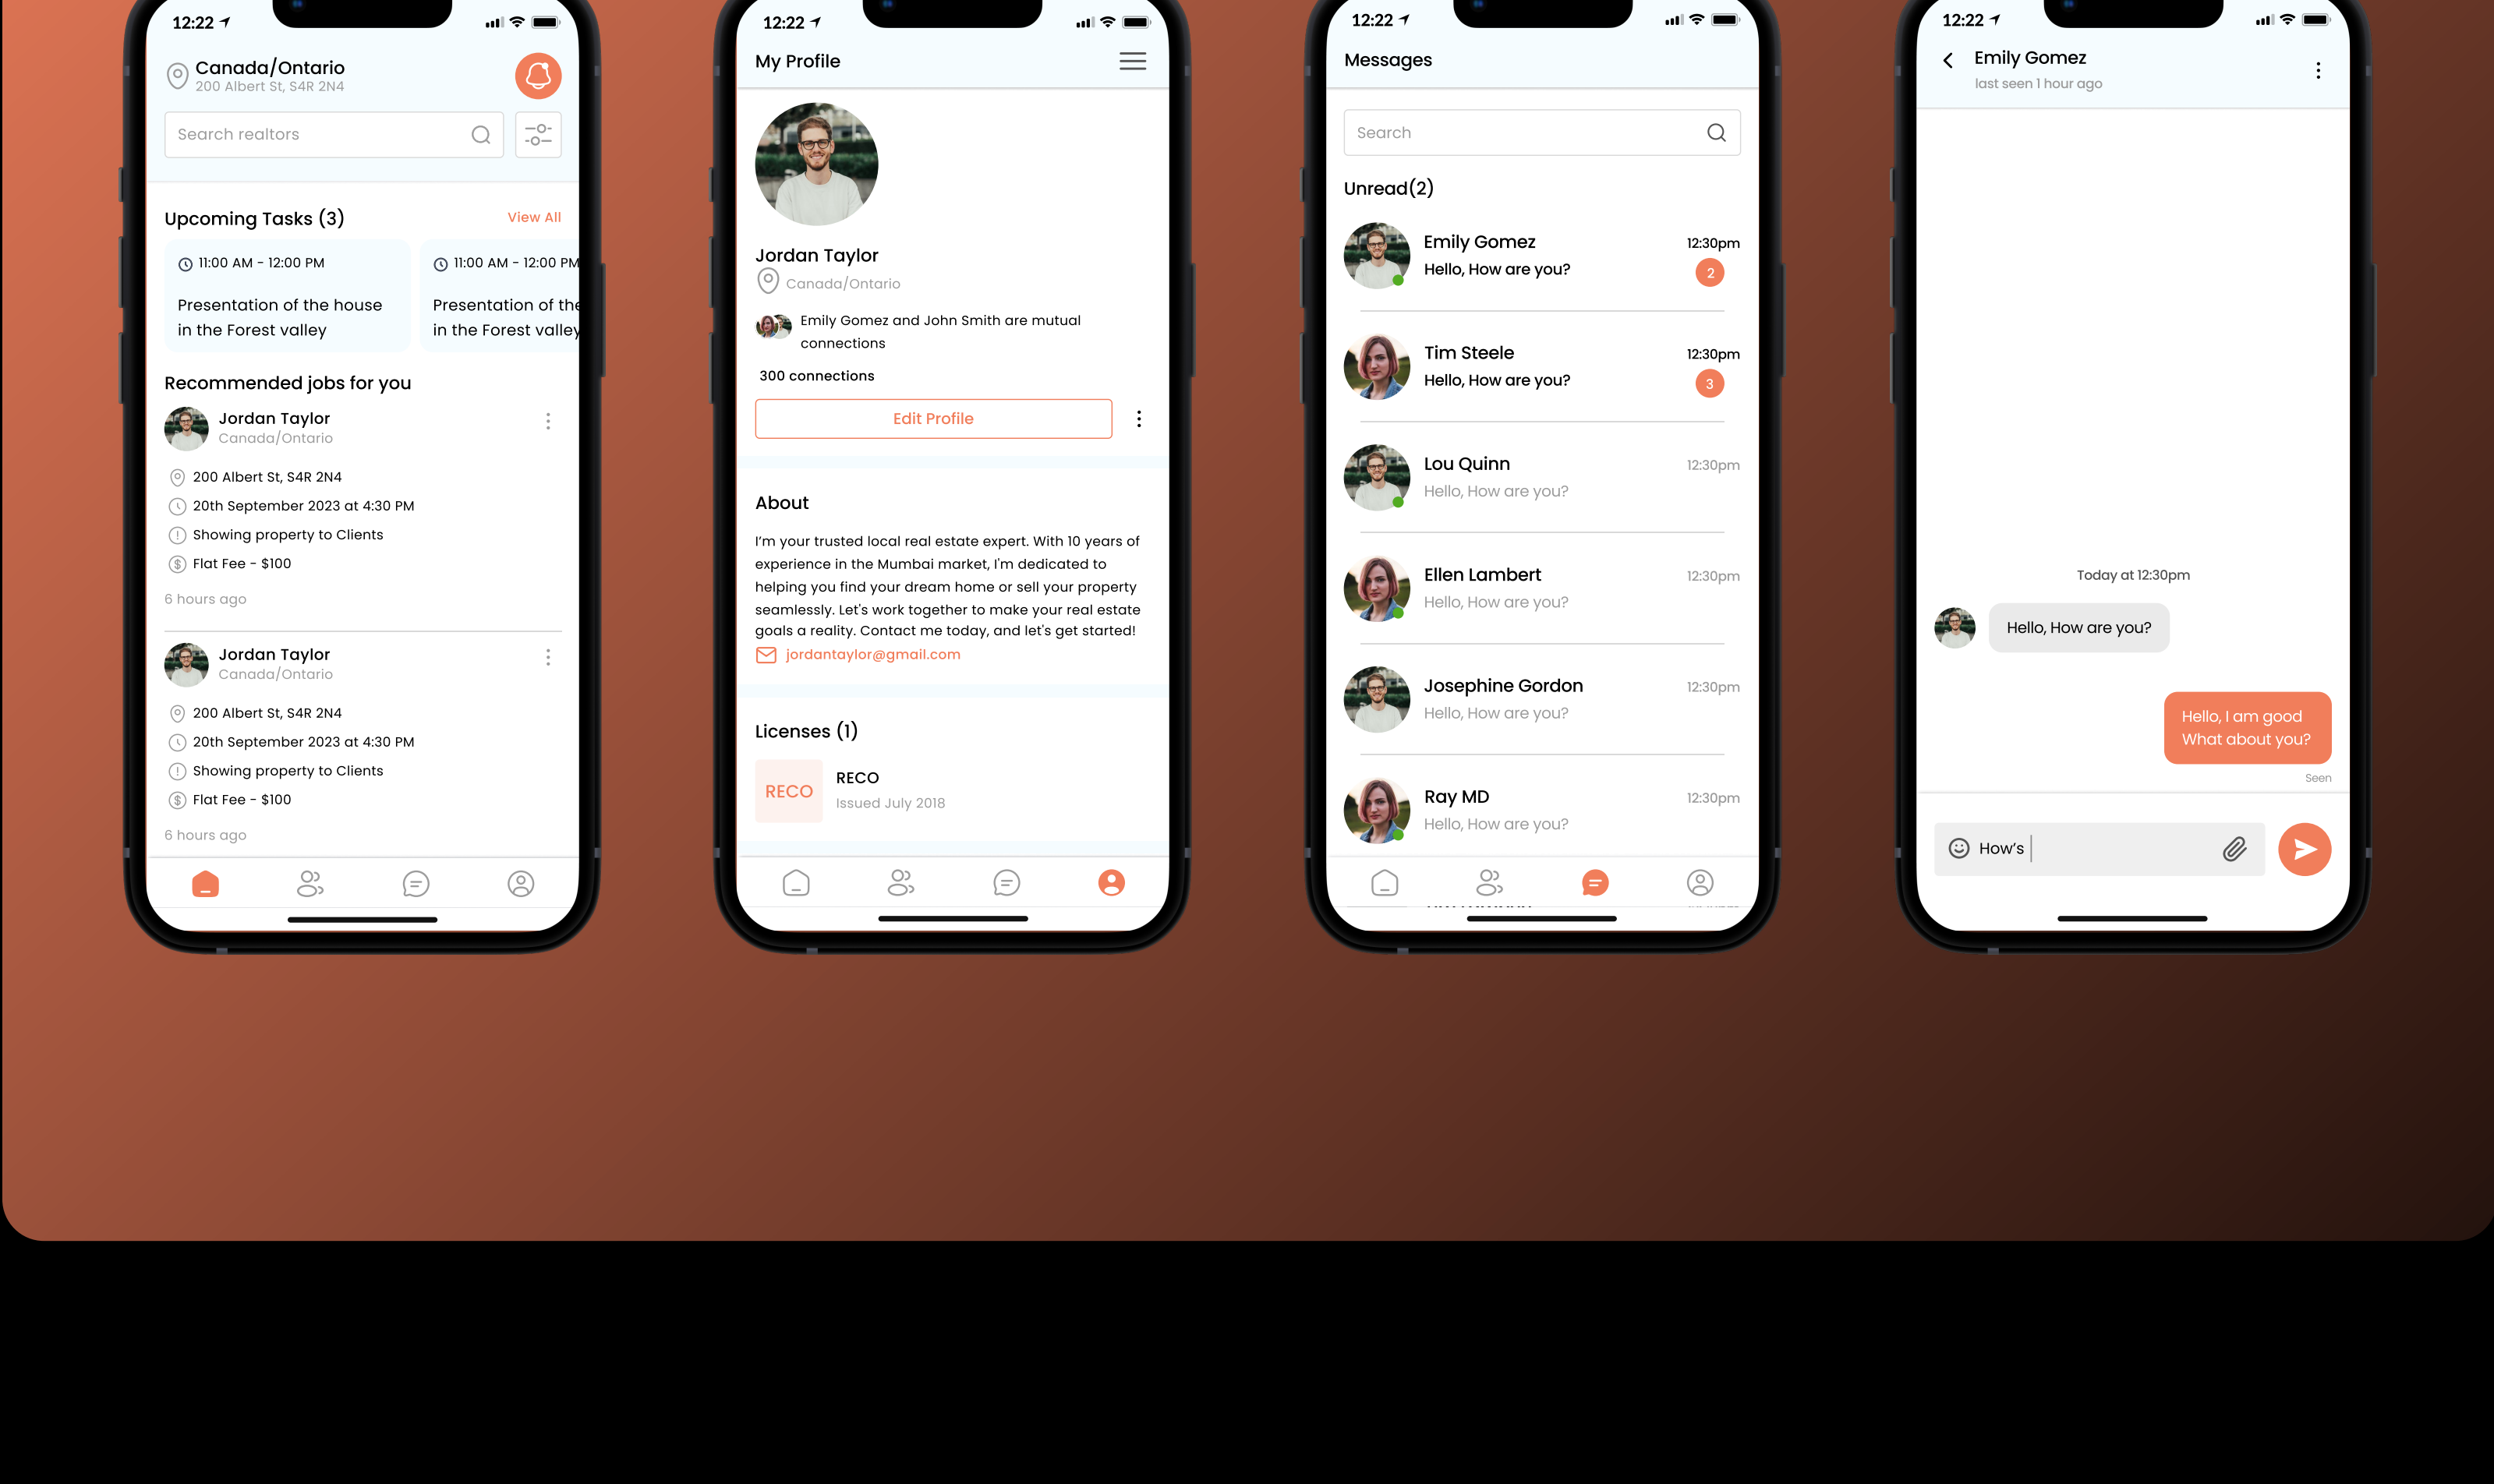 12:22
Canada/Ontario
200 Albert St, S4R 2N4
Search realtors
Upcoming Tasks (3)
View All
11:00 AM - 12:00 PM
Presentation of the house
in the Forest valley
11:00 AM - 12:00 PM
Presentation of the
in the Forest valley
Recommended jobs for you
Jordan Taylor
Canada/Ontario
200 Albert St, S4R 2N4
20th September 2023 at 4:30 PM
Showing property to Clients
Flat Fee - $100
6 hours ago
Jordan Taylor
Canada/Ontario
200 Albert St, S4R 2N4
20th September 2023 at 4:30 PM
Showing property to Clients
Flat Fee - $100
6 hours ago
12:22
My Profile
Jordan Taylor
Canada/Ontario
Emily Gomez and John Smith are mutual
connections
300 connections
Edit Profile
About
I'm your trusted local real estate expert. With 10 years of
experience in the Mumbai market, I'm dedicated to
helping you find your dream home or sell your property
seamlessly. Let's work together to make your real estate
goals a reality. Contact me today, and let's get started!
jordantaylor@gmail.com
Licenses (1)
RECO
RECO
Issued July 2018
12:22
Messages
Search
Unread(2)
Emily Gomez
12:30pm
Hello, How are you?
2
Tim Steele
12:30pm
Hello, How are you?
3
Lou Quinn
12:30pm
Hello, How are you?
Ellen Lambert
12:30pm
Hello, How are you?
Josephine Gordon
12:30pm
Hello, How are you?
Ray MD
12:30pm
Hello, How are you?
12:22
Emily Gomez
last seen 1 hour ago
Today at 12:30pm
Hello, How are you?
Hello, I am good
What about you?
Seen
How's